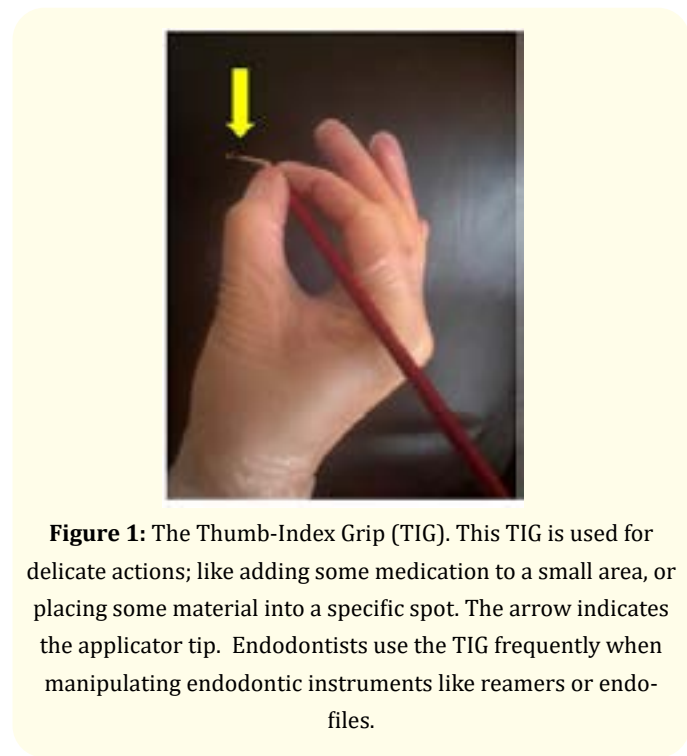 Figure 1: The Thumb-Index Grip (TIG). This TIG is used for
delicate actions; like adding some medication to a small area, or
placing some material into a specific spot. The arrow indicates
the applicator tip.  Endodontists use the TIG frequently when
manipulating endodontic instruments like reamers or endo-
files.